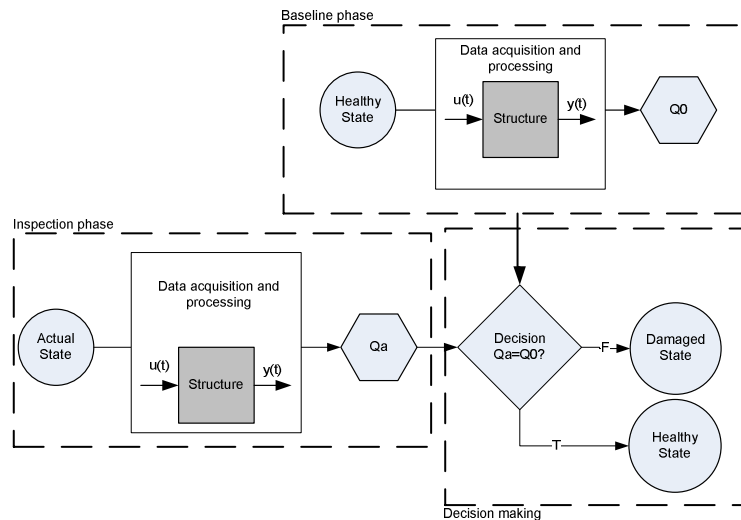 Baseline phase
Data acquisition and
processing
Healthy
State
u(t)
Structure
y(t)
Q0
Inspection phase
Data acquisition and
processing
Actual
State
u(t)
Structure
y(t)
Qa
Decision
Qa=Q0?
F
Damaged
State
T
Healthy
State
Decision making